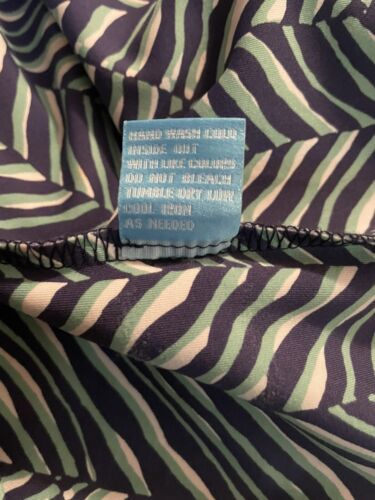 HAND WASH COLD
INSIDE OUT
WITH LIKE COLORS
DO NOT BLEACH
TUMBLE DRY LOW
COOL IRON
AS NEEDED